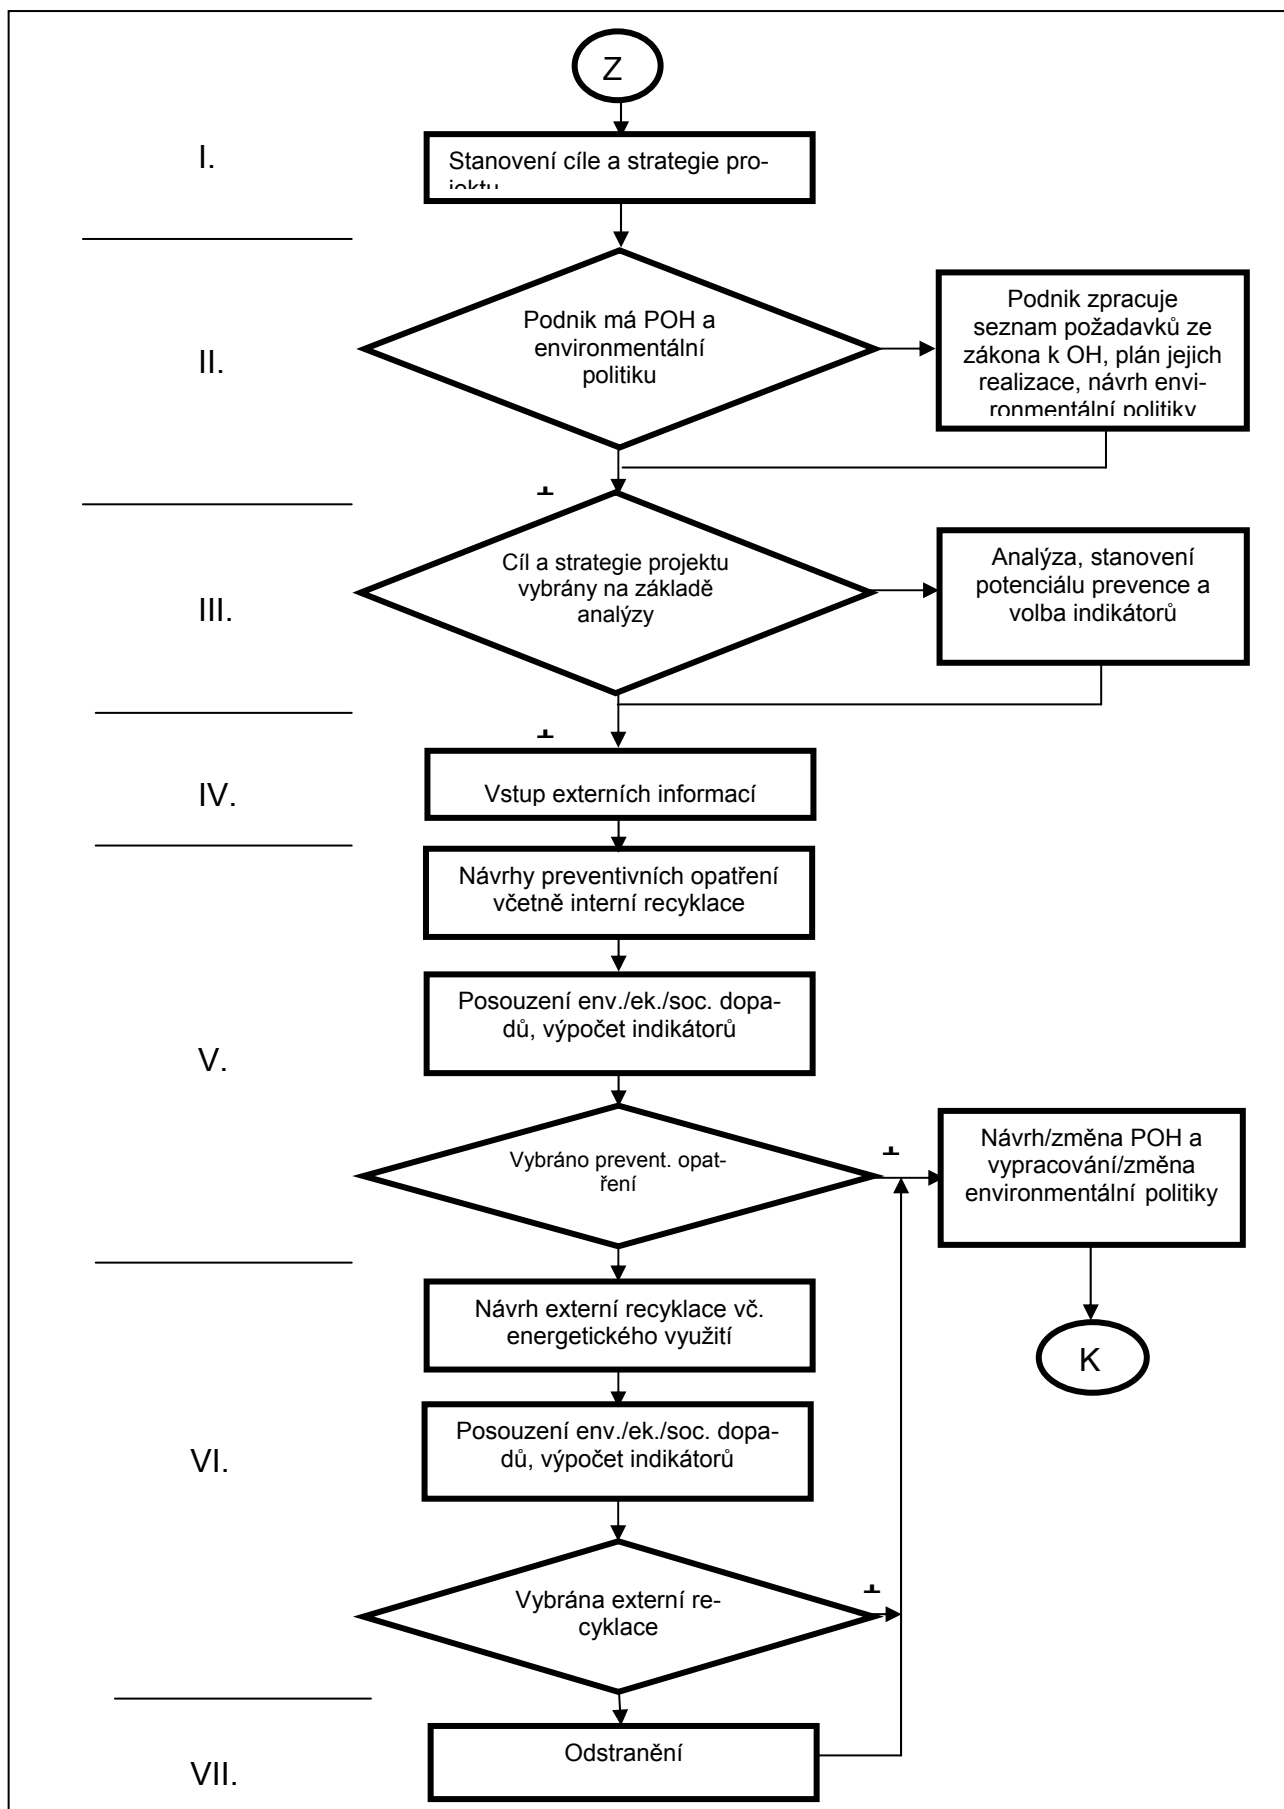 Z
I.
Stanovení cíle a strategie pro-
jektu
II.
Podnik má POH a
environmentální
politiku
Podnik zpracuje
seznam požadavků ze
zákona k OH, plán jejich
realizace, návrh envi-
ronmentální politiky
III.
Cíl a strategie projektu
vybrány na základě
analýzy
Analýza, stanovení
potenciálu prevence a
volba indikátorů
IV.
Vstup externích informací
V.
Návrhy preventivních opatření
včetně interní recyklace
Posouzení env./ek./soc. dopa-
dů, výpočet indikátorů
Vybráno prevent. opat-
ření
Návrh/změna POH a
vypracování/změna
environmentální politiky
K
VI.
Návrh externí recyklace vč.
energetického využití
Posouzení env./ek./soc. dopa-
dů, výpočet indikátorů
Vybrána externí re-
cyklace
VII.
Odstranění